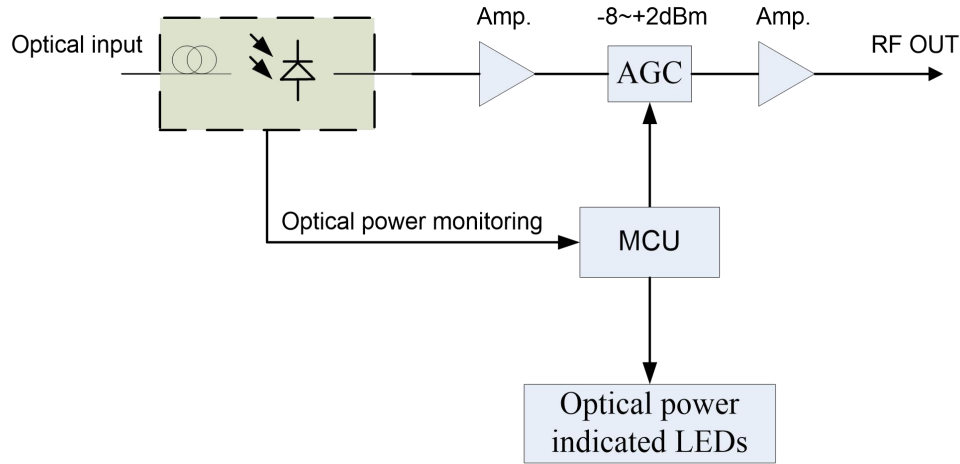 Amp.
-8~+2dBm
Amp.
Optical input
AGC
RF OUT
Optical power monitoring
MCU
Optical power
indicated LEDs